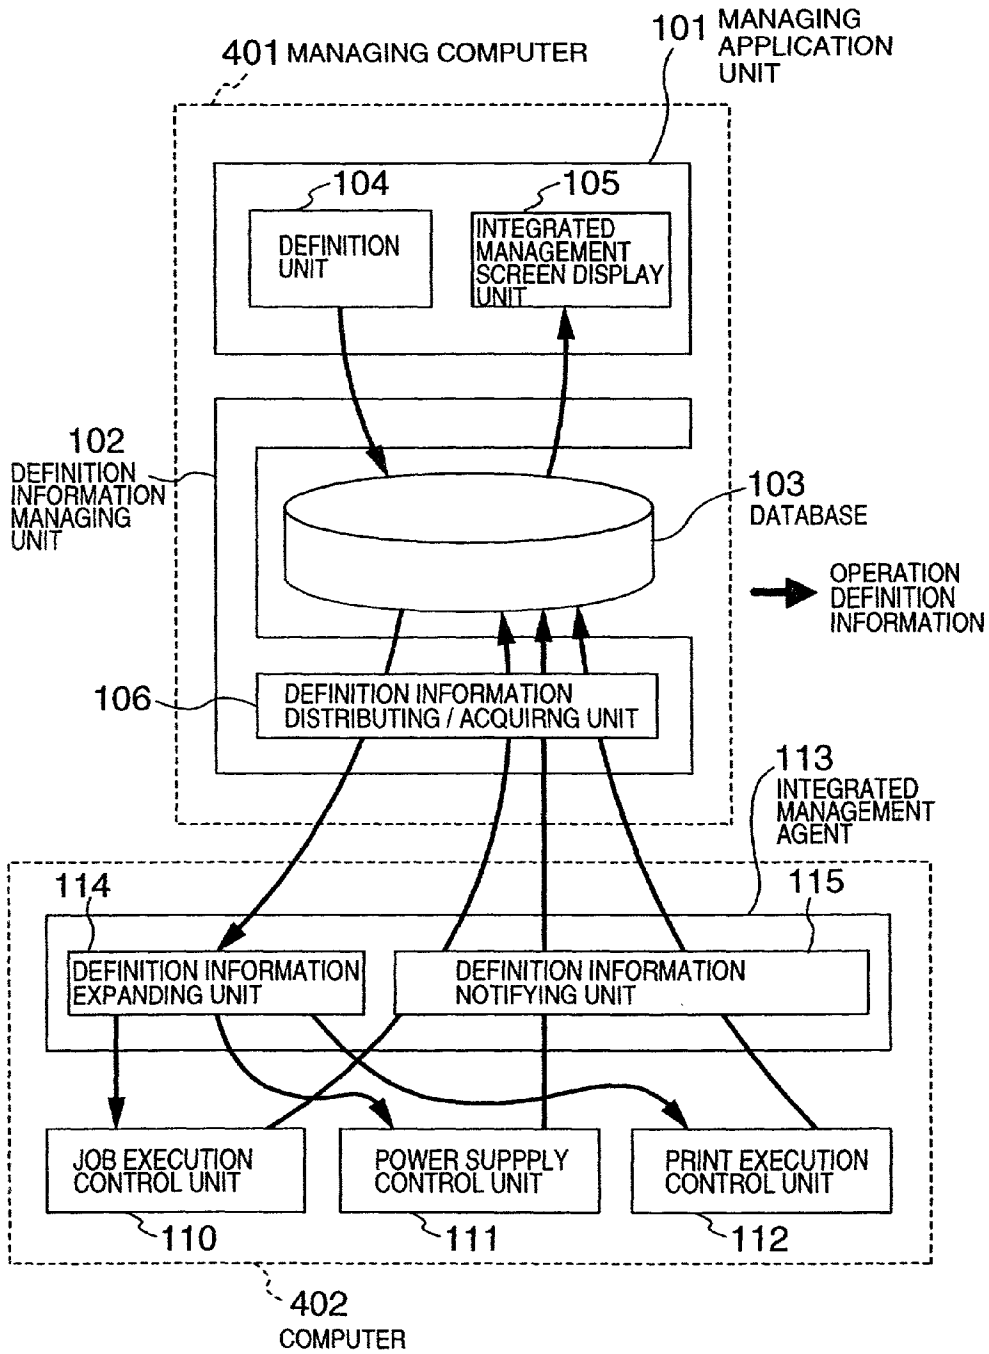 401 MANAGING COMPUTER
101 MANAGING
APPLICATION
UNIT
104
105
DEFINITION
UNIT
INTEGRATED
MANAGEMENT
SCREEN DISPLAY
UNIT
102
DEFINITION
INFORMATION
MANAGING
UNIT
103
DATABASE
OPERATION
DEFINITION
INFORMATION
106
DEFINITION INFORMATION
DISTRIBUTING / ACQUIRNG UNIT
113
INTEGRATED
MANAGEMENT
AGENT
114
115
DEFINITION INFORMATION
EXPANDING UNIT
DEFINITION INFORMATION
NOTIFYING UNIT
JOB EXECUTION
CONTROL UNIT
POWER SUPPPLY
CONTROL UNIT
PRINT EXECUTION
CONTROL UNIT
110
111
112
402
COMPUTER